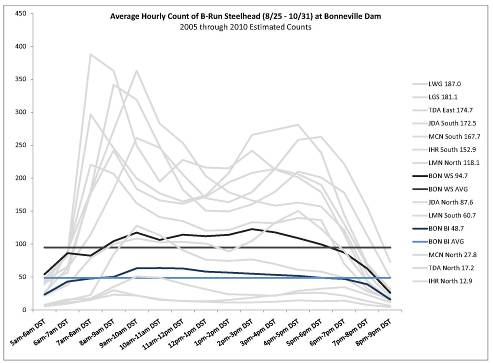 Average Hourly Count of B-Run Steelhead (8/25 - 10/31) at Bonneville Dam
2005 through 2010 Estimated Counts
450
400
350
300
250
200
150
100
50
0
5am-6am DST
6am-7am DST
7am-8am DST
8am-9am DST
9am-10am DST
10am-11am DST
11am-12pm DST
12pm-1pm DST
1pm-2pm DST
2pm-3pm DST
3pm-4pm DST
4pm-5pm DST
5pm-6pm DST
6pm-7pm DST
7pm-8pm DST
8pm-9pm DST
LWG 187.0
LGS 181.1
TDA East 174.7
JDA South 172.5
MCN South 167.7
IHR South 152.9
LMN North 118.1
BON WS 94.7
BON WS AVG
JDA North 87.6
LMN South 60.7
BON BI 48.7
BON BI AVG
MCN North 27.8
TDA North 17.2
IHR North 12.9